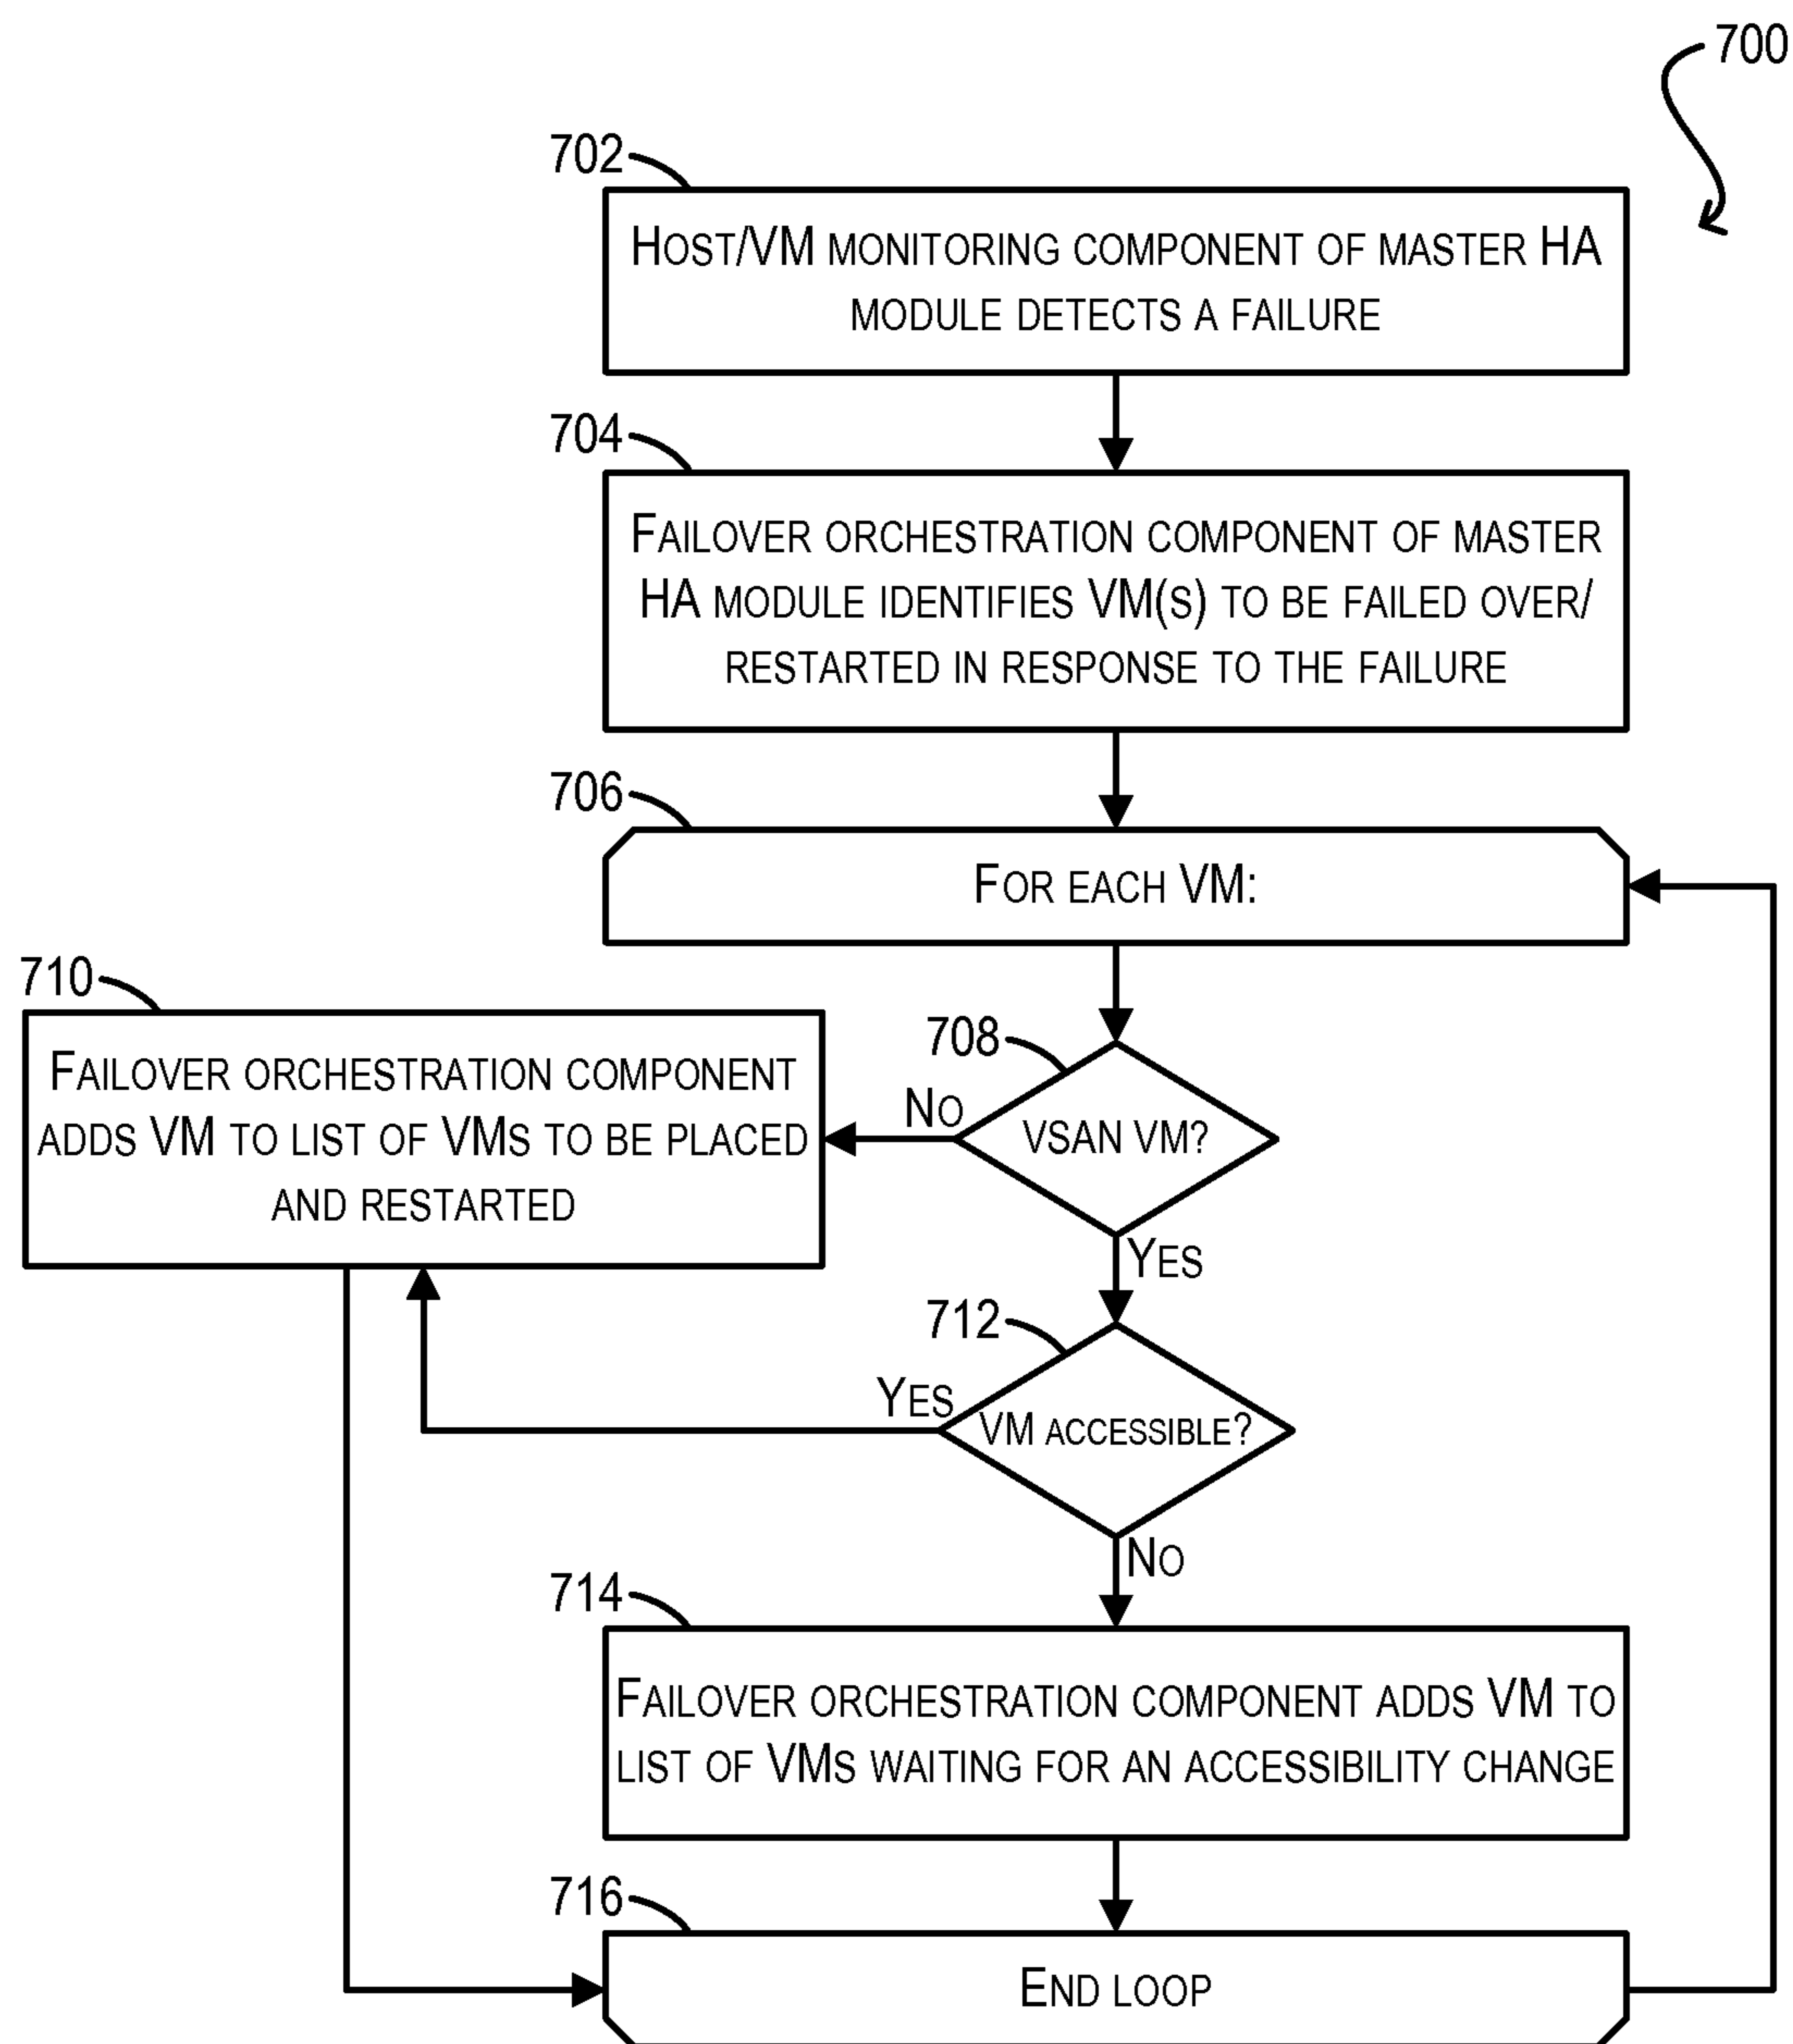 700
702
Host/VM monitoring component of master HA
module detects a failure
704
Failover orchestration component of master
HA module identifies VM(s) to be failed over/
restarted in response to the failure
706
For each VM:
710
Failover orchestration component
adds VM to list of VMs to be placed
and restarted
708
No
VSAN VM?
Yes
712
Yes
VM accessible?
No
714
Failover orchestration component adds VM to
list of VMs waiting for an accessibility change
716
End loop